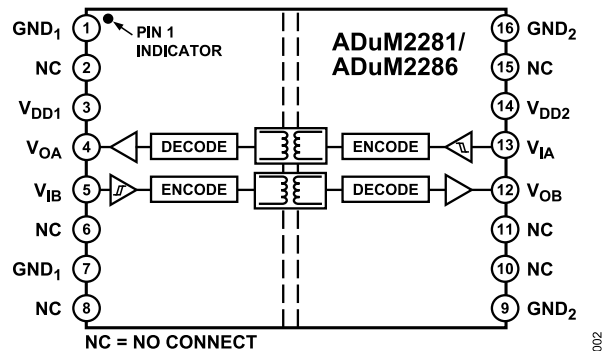 GND1 1 PIN 1 INDICATOR ADuM2281/ 16 GND2
NC 2 ADuM2286 15 NC
VDD1 3 14 VDD2
VOA 4 DECODE ENCODE 13 VIA
VIB 5 ENCODE DECODE 12 VOB
NC 6 11 NC
GND1 7 10 NC
NC 8 9 GND2
NC = NO CONNECT
002